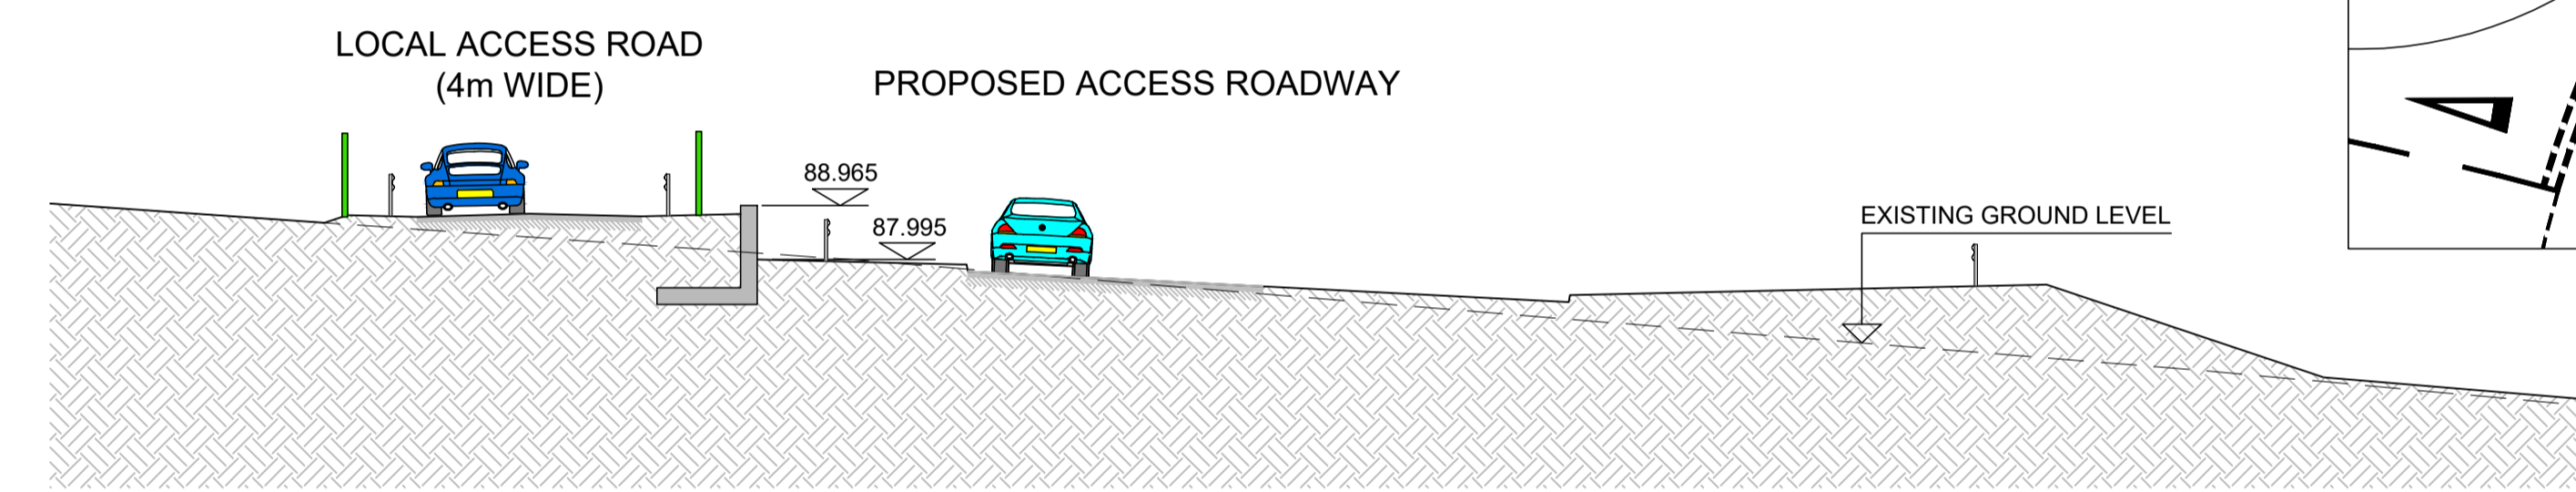 LOCAL ACCESS ROAD
(4m WIDE)
PROPOSED ACCESS ROADWAY
88.965
87.995
EXISTING GROUND LEVEL